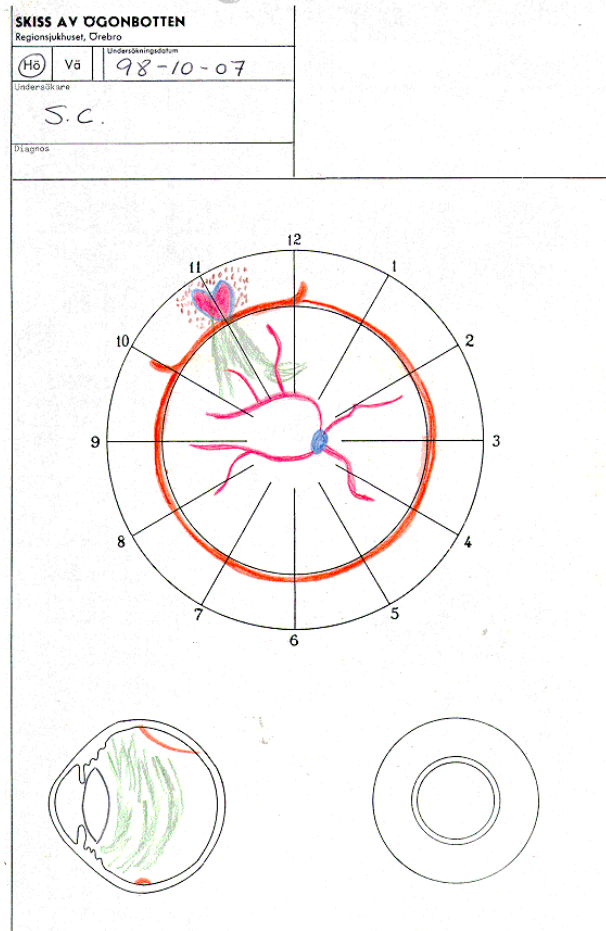 SKISS AV ÖGONBOTTEN
Regionsjukhuset, Örebro
Hö Vä Undersökningsdatum
98-10-07
Undersökare
S.C.
Diagnos
12
11 1
10 2
9 3
8 4
7 5
6